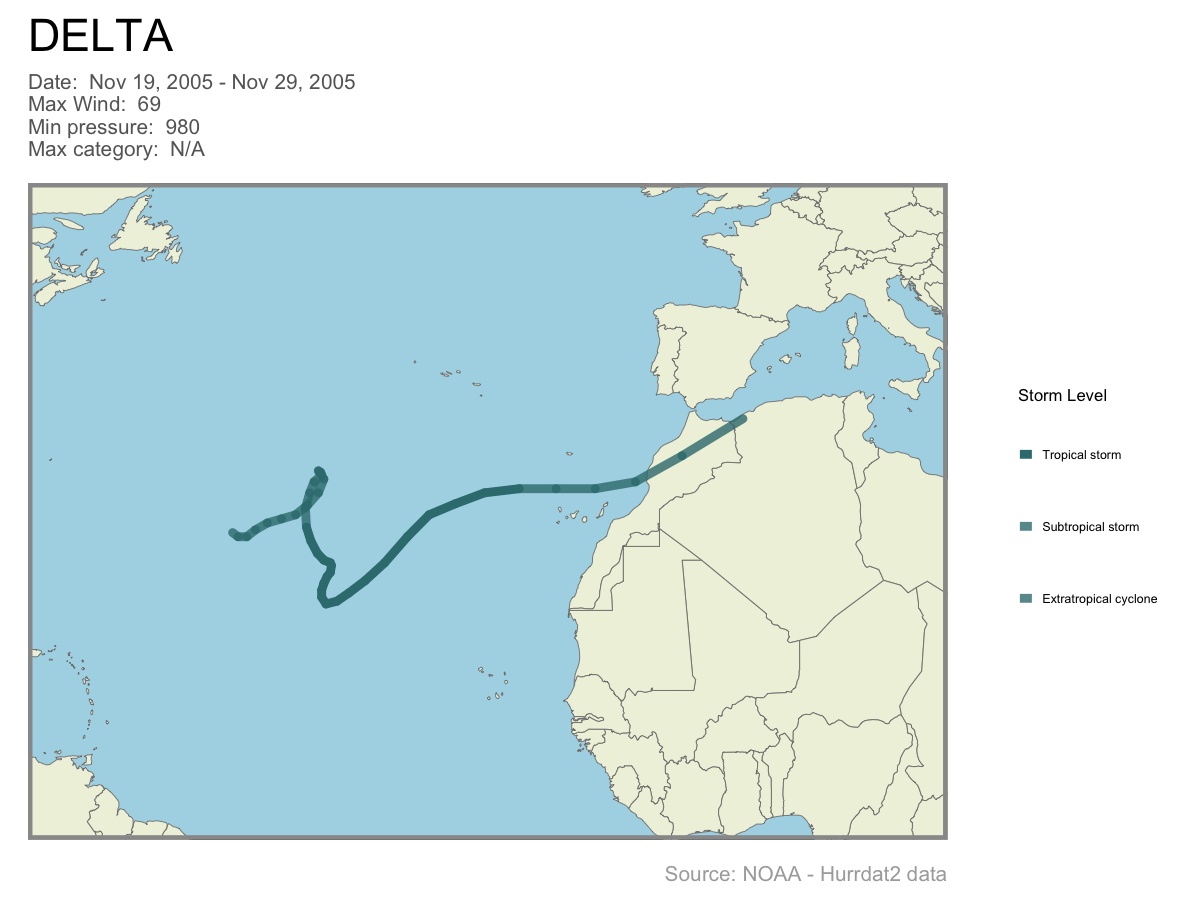 DELTA
Date:  Nov 19, 2005 - Nov 29, 2005
Max Wind:  69
Min pressure:  980
Max category:  N/A
Storm Level
Tropical storm
Subtropical storm
Extratropical cyclone
Source: NOAA - Hurrdat2 data